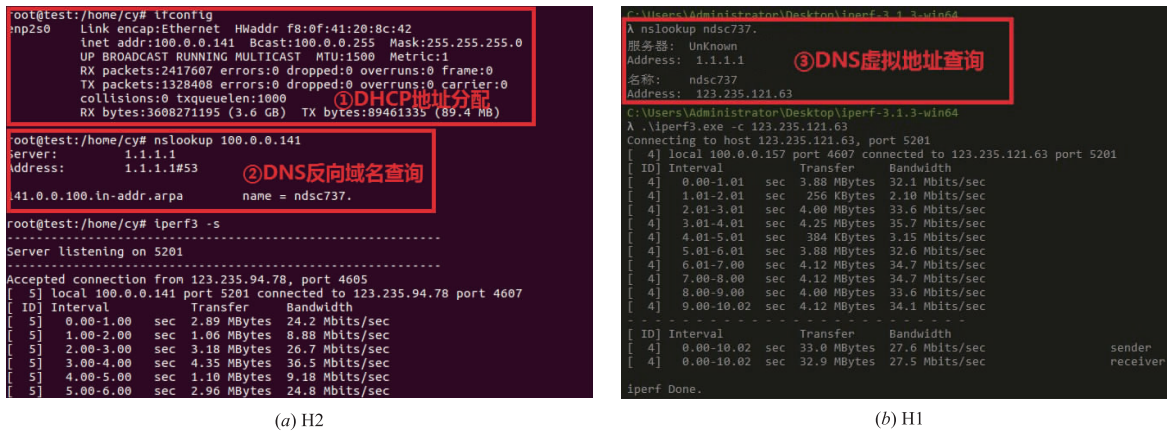 root@test:/home/cy# ifconfig
enp2s0 Link encap:Ethernet HWaddr f8:0f:41:20:8c:42
inet addr:100.0.0.141 Bcast:100.0.0.255 Mask:255.255.255.0
UP BROADCAST RUNNING MULTICAST MTU:1500 Metric:1
RX packets:2417607 errors:0 dropped:0 overruns:0 frame:0
TX packets:1328408 errors:0 dropped:0 overruns:0 carrier:0
collisions:0 txqueuelen:1000
①DHCP地址分配
RX bytes:3608271195 (3.6 GB) TX bytes:89461335 (89.4 MB)
root@test:/home/cy# nslookup 100.0.0.141
Server: 1.1.1.1
Address: 1.1.1.1#53
②DNS反向域名查询
141.0.0.100.in-addr.arpa name = ndsc737.
root@test:/home/cy# iperf3 -s
-----------------------------------------------------------
Server listening on 5201
-----------------------------------------------------------
Accepted connection from 123.235.94.78, port 4605
[ 5] local 100.0.0.141 port 5201 connected to 123.235.94.78 port 4607
[ ID] Interval Transfer Bandwidth
[ 5] 0.00-1.00 sec 2.89 MBytes 24.2 Mbits/sec
[ 5] 1.00-2.00 sec 1.06 MBytes 8.88 Mbits/sec
[ 5] 2.00-3.00 sec 3.18 MBytes 26.7 Mbits/sec
[ 5] 3.00-4.00 sec 4.35 MBytes 36.5 Mbits/sec
[ 5] 4.00-5.00 sec 1.10 MBytes 9.18 Mbits/sec
[ 5] 5.00-6.00 sec 2.96 MBytes 24.8 Mbits/sec
(a) H2
C:\Users\Administrator\Desktop\iperf-3.1.3-win64
λ nslookup ndsc737.
服务器: UnKnown
Address: 1.1.1.1
③DNS虚拟地址查询
名称: ndsc737
Address: 123.235.121.63
C:\Users\Administrator\Desktop\iperf-3.1.3-win64
λ .\iperf3.exe -c 123.235.121.63
Connecting to host 123.235.121.63, port 5201
[ 4] local 100.0.0.157 port 4607 connected to 123.235.121.63 port 5201
[ ID] Interval Transfer Bandwidth
[ 4] 0.00-1.01 sec 3.88 MBytes 32.1 Mbits/sec
[ 4] 1.01-2.01 sec 256 KBytes 2.10 Mbits/sec
[ 4] 2.01-3.01 sec 4.00 MBytes 33.6 Mbits/sec
[ 4] 3.01-4.01 sec 4.25 MBytes 35.7 Mbits/sec
[ 4] 4.01-5.01 sec 384 KBytes 3.15 Mbits/sec
[ 4] 5.01-6.01 sec 3.88 MBytes 32.6 Mbits/sec
[ 4] 6.01-7.00 sec 4.12 MBytes 34.7 Mbits/sec
[ 4] 7.00-8.00 sec 4.12 MBytes 34.7 Mbits/sec
[ 4] 8.00-9.00 sec 4.00 MBytes 33.6 Mbits/sec
[ 4] 9.00-10.02 sec 4.12 MBytes 34.1 Mbits/sec
- - - - - - - - - - - - - - - - - - - - - - - - -
[ ID] Interval Transfer Bandwidth
[ 4] 0.00-10.02 sec 33.0 MBytes 27.6 Mbits/sec sender
[ 4] 0.00-10.02 sec 32.9 MBytes 27.5 Mbits/sec receiver
iperf Done.
(b) H1